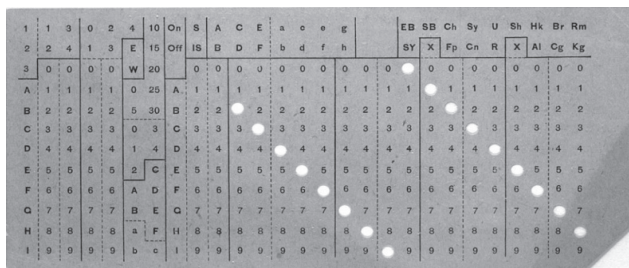 1 1 3 0 2 4 10 On S A C E a c e g EB SB Ch Sy U Sh Hk Br Rm
2 2 4 1 3 E 15 Off IS B D F b d f h SY X Fp Cn R X Al Cg Kg
3 0 0 0 0 W 20 0 0 0 0 0 0 0 0 0 0 0 0 0 0 0 0 0 0
A 1 1 1 1 0 25 A 1 1 1 1 1 1 1 1 1 1 1 1 1 1 1 1 1 1
B 2 2 2 2 5 30 B 2 2 2 2 2 2 2 2 2 2 2 2 2 2 2 2 2
C 3 3 3 3 0 3 C 3 3 3 3 3 3 3 3 3 3 3 3 3 3 3 3 3
D 4 4 4 4 1 4 D 4 4 4 4 4 4 4 4 4 4 4 4 4 4 4 4 4
E 5 5 5 5 2 C E 5 5 5 5 5 5 5 5 5 5 5 5 5 5 5 5 5
F 6 6 6 6 A D F 6 6 6 6 6 6 6 6 6 6 6 6 6 6 6 6 6
G 7 7 7 7 B E G 7 7 7 7 7 7 7 7 7 7 7 7 7 7 7 7 7
H 8 8 8 8 a F H 8 8 8 8 8 8 8 8 8 8 8 8 8 8 8 8 8
I 9 9 9 9 b c I 9 9 9 9 9 9 9 9 9 9 9 9 9 9 9 9 9 9